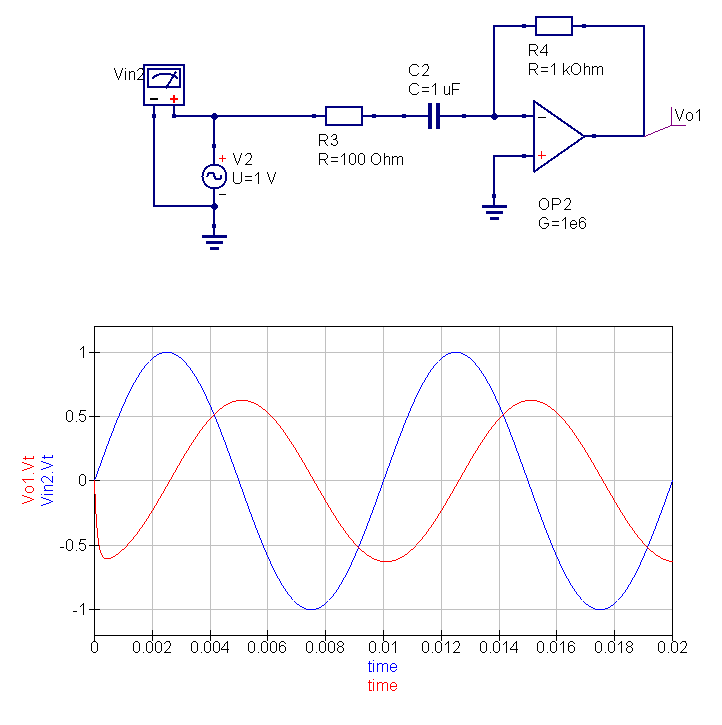 Vin2
V2
U=1 V
R3
R=100 Ohm
C2
C=1 uF
R4
R=1 kOhm
OP2
G=1e6
Vo1
Vo1.Vt
Vin2.Vt
1
0.5
0
-0.5
-1
0 0.002 0.004 0.006 0.008 0.01 0.012 0.014 0.016 0.018 0.02
time
time